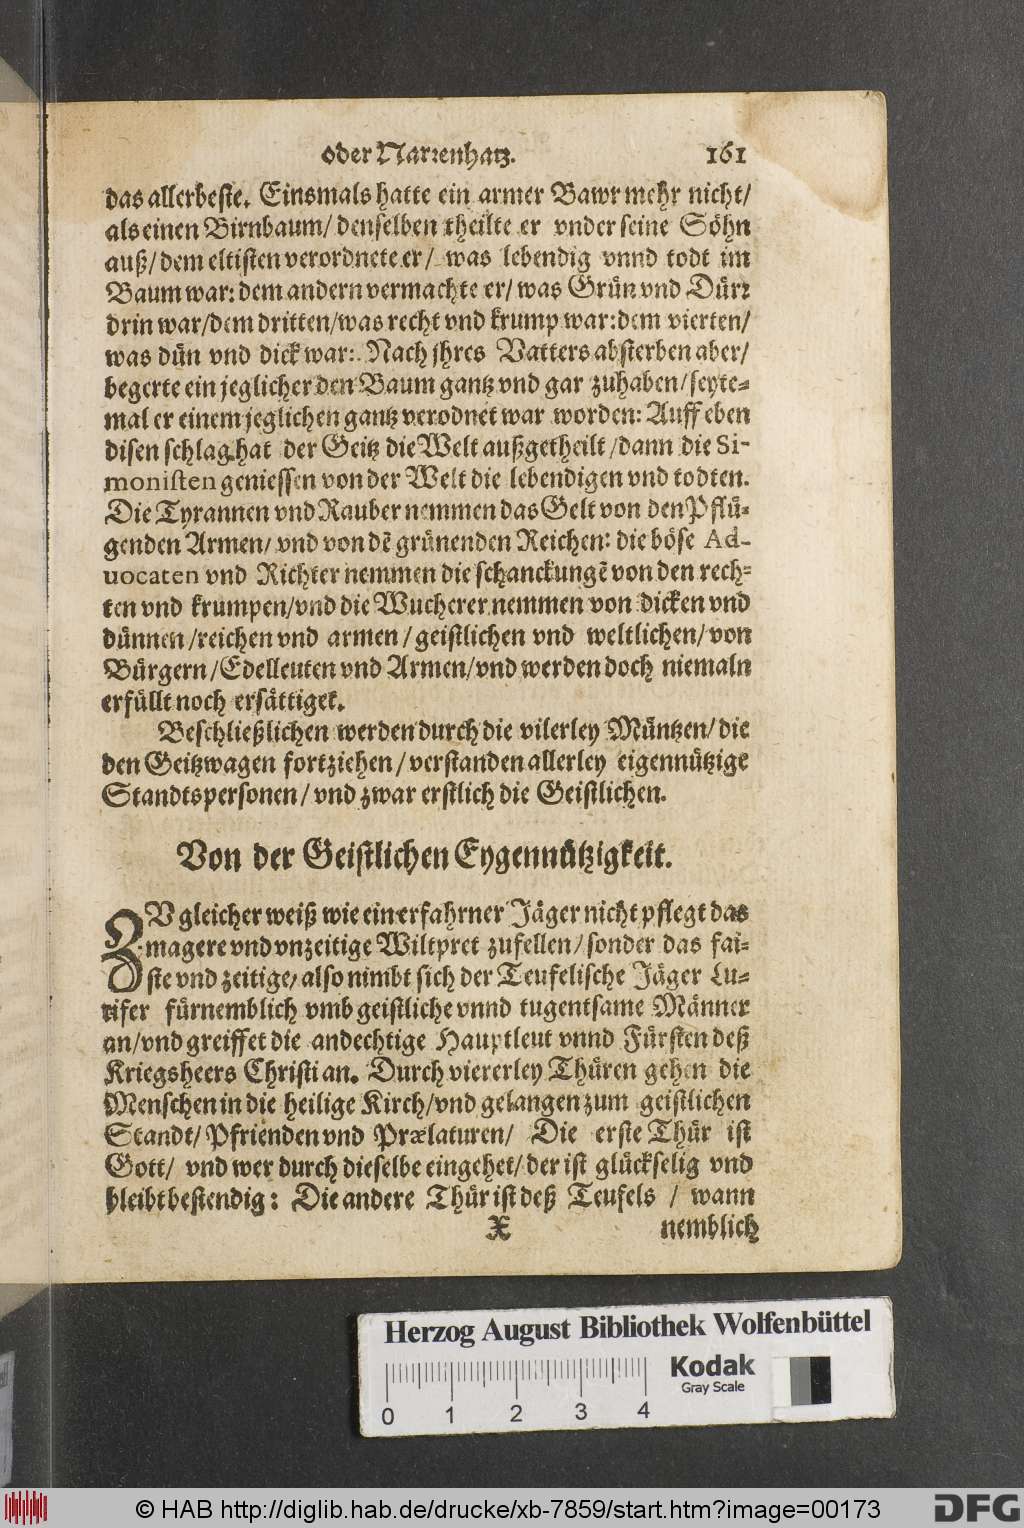 oder Narrenhatz. 161
das allerbeste. Einsmals hatte ein armer Bawr mehr nicht/
als einen Birnbaum/ denselben theilte er vnder seine Söhn
auß/ dem eltisten verordnete er/ was lebendig vnnd todt im
Baum war: dem andern vermachte er/ was Grün vnd Dürr
drin war/dem dritten/was recht vnd krump war:dem vierten/
was dün vnd dick war: Nach jhres Vatters absterben aber/
begerte ein jeglicher den Baum gantz vnd gar zuhaben/seyte-
mal er einem jeglichen gantz verodnet war worden: Auff eben
disen schlag hat der Geitz die Welt außgetheilt/dann die Si-
monisten geniessen von der Welt die lebendigen vnd todten.
Die Tyrannen vnd Rauber nemmen das Gelt von den Pflü-
genden Armen/ vnd von dẽ grünenden Reichen: die böse Ad-
uocaten vnd Richter nemmen die schanckungẽ von den rech-
ten vnd krumpen/vnd die Wucherer nemmen von dicken vnd
dünnen/reichen vnd armen/geistlichen vnd weltlichen/von
Bürgern/Edelleuten vnd Armen/vnd werden doch niemaln
erfüllt noch ersättiget.
Beschließlichen werden durch die vilerley Müntzen/ die
den Geitzwagen fortziehen/ verstanden allerley eigennützige
Standtspersonen/ vnd zwar erstlich die Geistlichen.
Von der Geistlichen Eygennützigkeit.
ZV gleicher weiß wie ein erfahrner Jäger nicht pflegt das
magere vnd vnzeitige Wiltpret zufellen/ sonder das fai-
ste vnd zeitige, also nimbt sich der Teufelische Jäger Lu-
cifer fürnemblich vmb geistliche vnnd tugentsame Männer
an/vnd greiffet die andechtige Hauptleut vnnd Fürsten deß
Kriegsheers Christi an. Durch viererley Thüren gehen die
Menschen in die heilige Kirch/vnd gelangen zum geistlichen
Standt/ Pfrienden vnd Prælaturen/ Die erste Thür ist
Gott/ vnd wer durch dieselbe eingehet/ der ist glückselig vnd
bleibt bestendig: Die andere Thür ist deß Teufels / wann
X nemblich
Herzog August Bibliothek Wolfenbüttel
Kodak
Gray Scale
0 1 2 3 4
© HAB http://diglib.hab.de/drucke/xb-7859/start.htm?image=00173 DFG